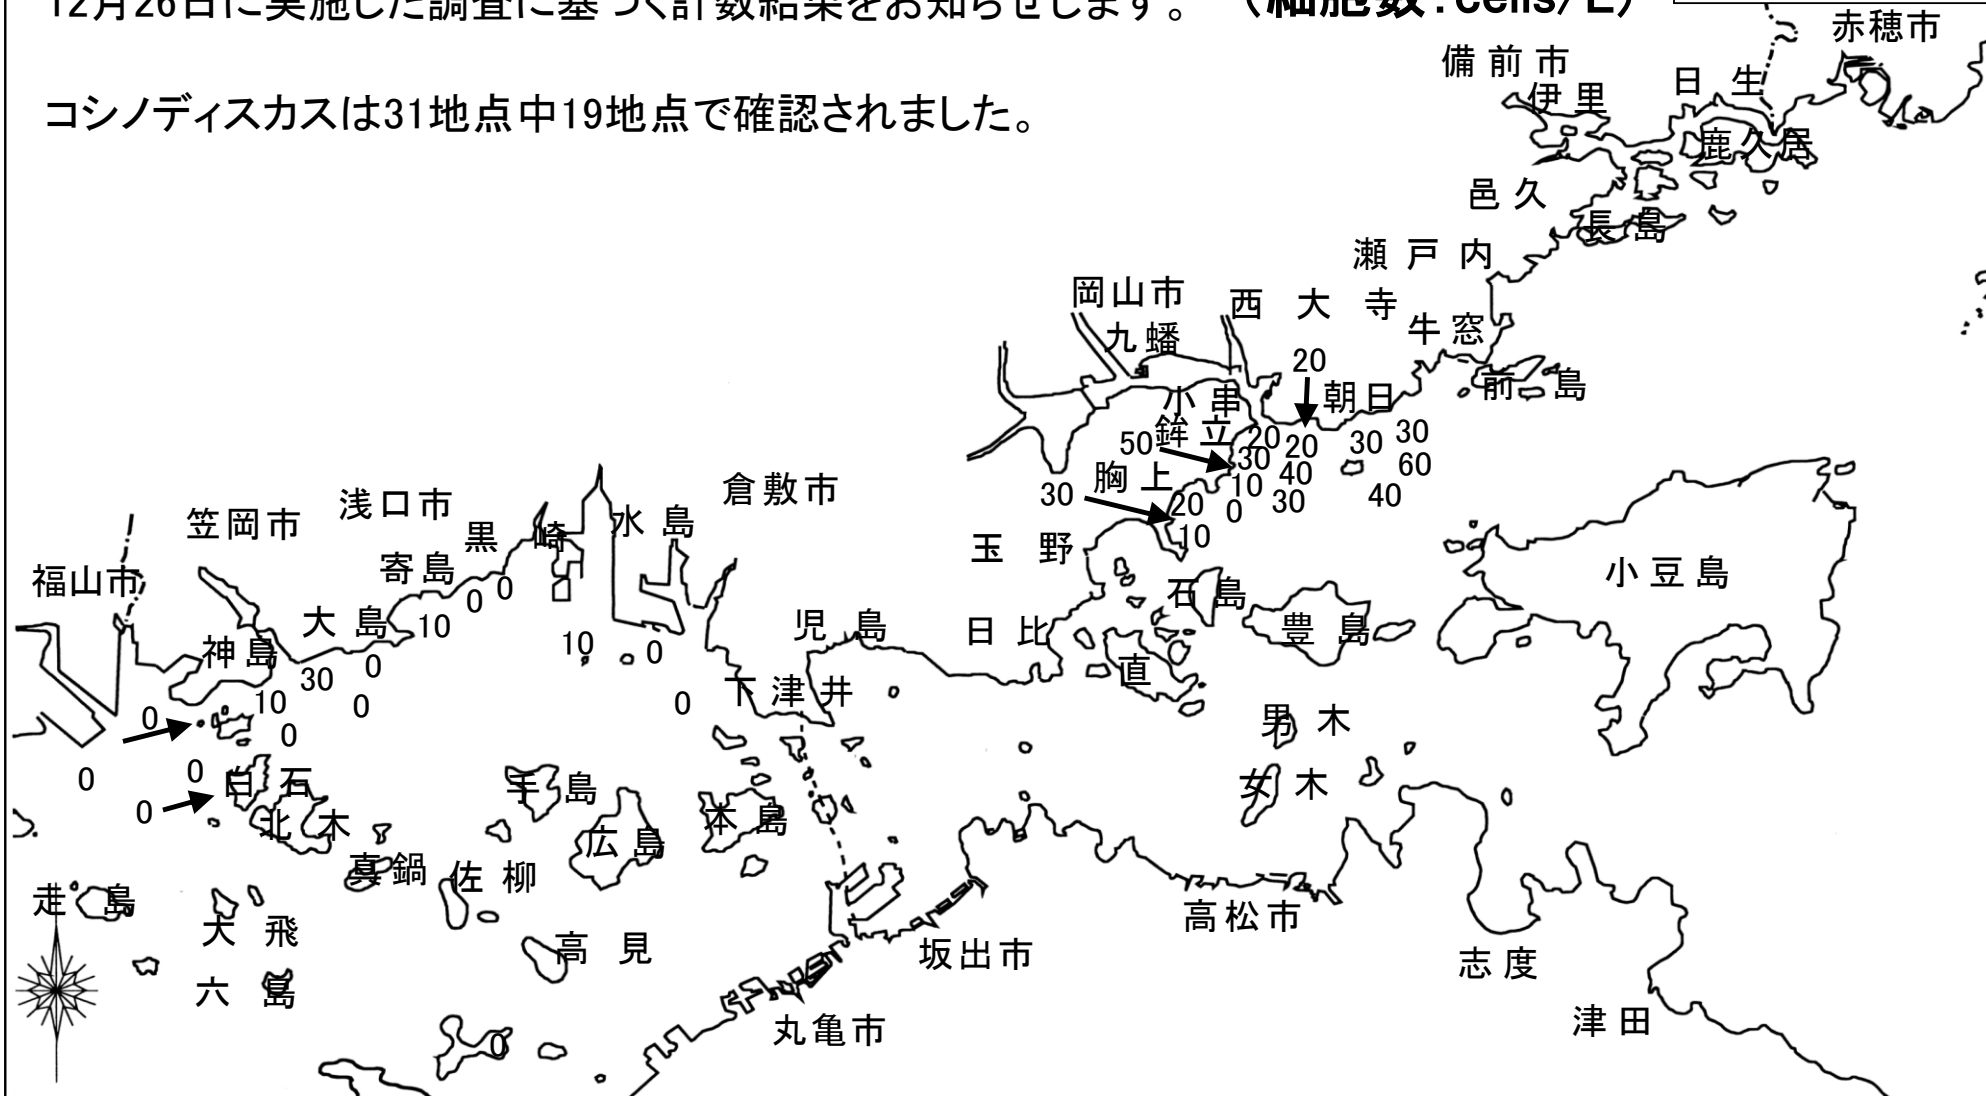 12月26日に実施した調査に基づく計数結果をお知らせします。 （細胞数：cells/L）
コシノディスカスは31地点中19地点で確認されました。
赤穂市
備前市
日生
伊里
鹿久居
邑久
長島
瀬戸内
岡山市
西大寺
九蟠
牛窓
20
前島
小串
朝日
50
鉾立
20
20
30
30
30
40
60
胸上
30
20
10
0
30
40
10
倉敷市
笠岡市
浅口市
黒崎
水島
玉野
福山市
寄島
0
0
石島
小豆島
大島
10
児島
日比
豊島
神島
10
0
0
直
30
0
10
0
下津井
0
0
0
男木
0
0
白石
手島
女木
0
北木
広島
本島
真鍋
佐柳
走島
大飛
高松市
高見
坂出市
志度
六島
津田
丸亀市
0